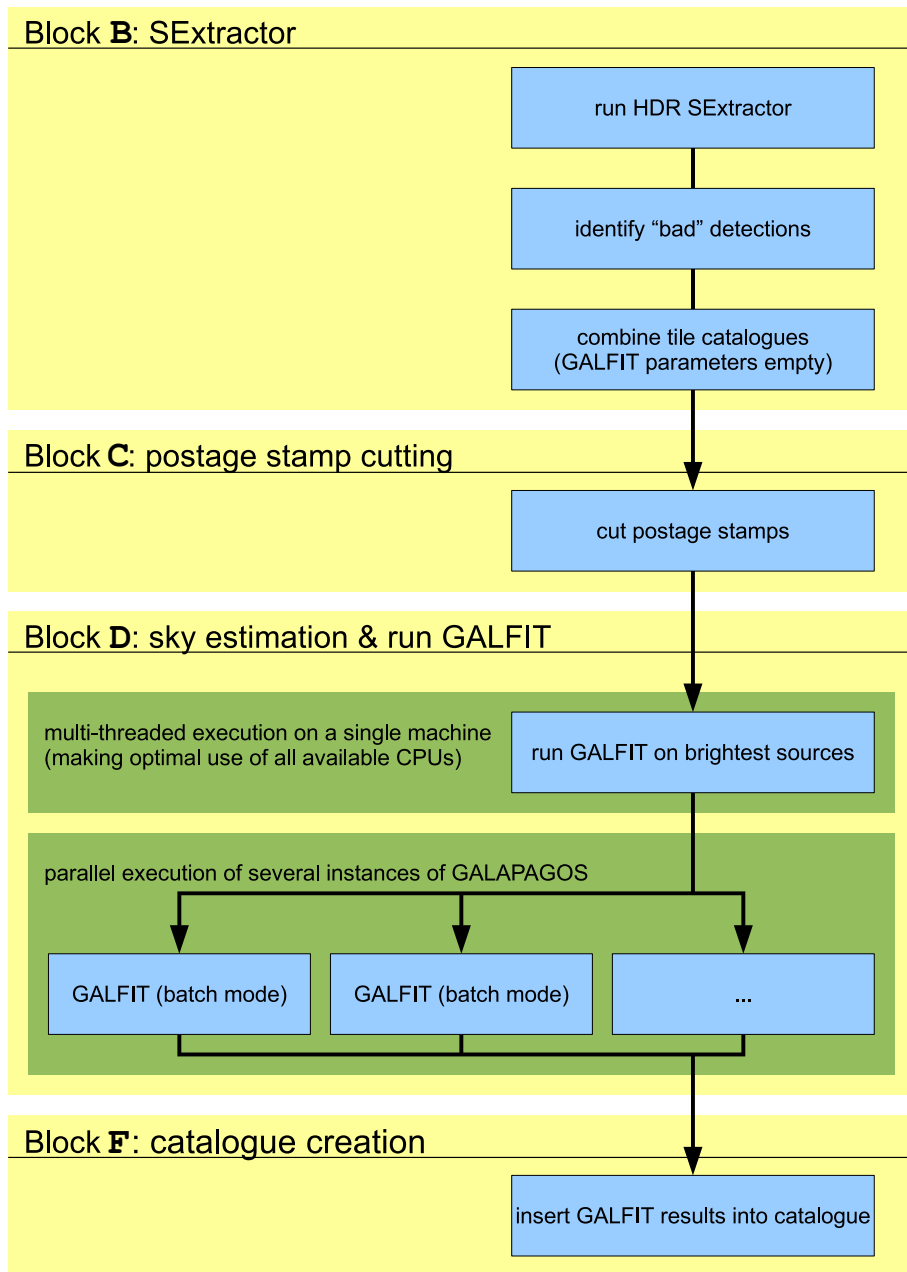 Block B: SExtractor
run HDR SExtractor
identify “bad” detections
combine tile catalogues
(GALFIT parameters empty)
Block C: postage stamp cutting
cut postage stamps
Block D: sky estimation & run GALFIT
multi-threaded execution on a single machine
(making optimal use of all available CPUs)
run GALFIT on brightest sources
parallel execution of several instances of GALAPAGOS
GALFIT (batch mode)
GALFIT (batch mode)
...
Block F: catalogue creation
insert GALFIT results into catalogue